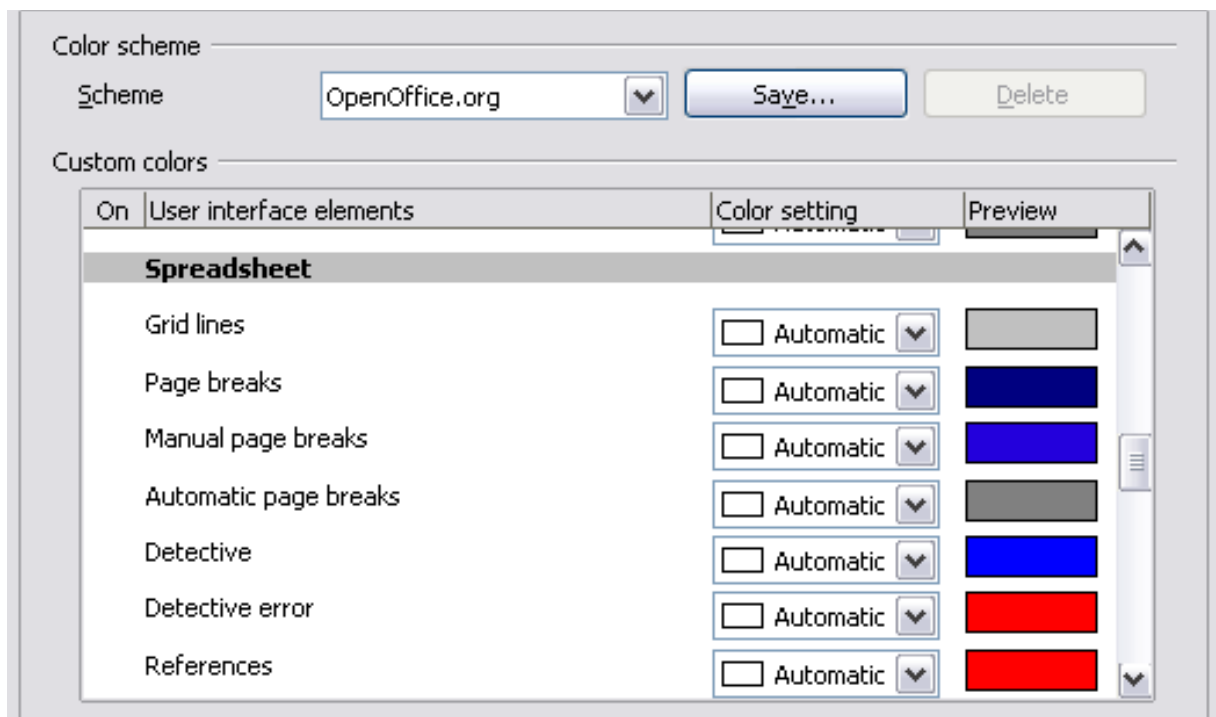 Color scheme
Scheme OpenOffice.org Save... Delete
Custom colors
On User interface elements Color setting Preview
Spreadsheet
Grid lines Automatic
Page breaks Automatic
Manual page breaks Automatic
Automatic page breaks Automatic
Detective Automatic
Detective error Automatic
References Automatic